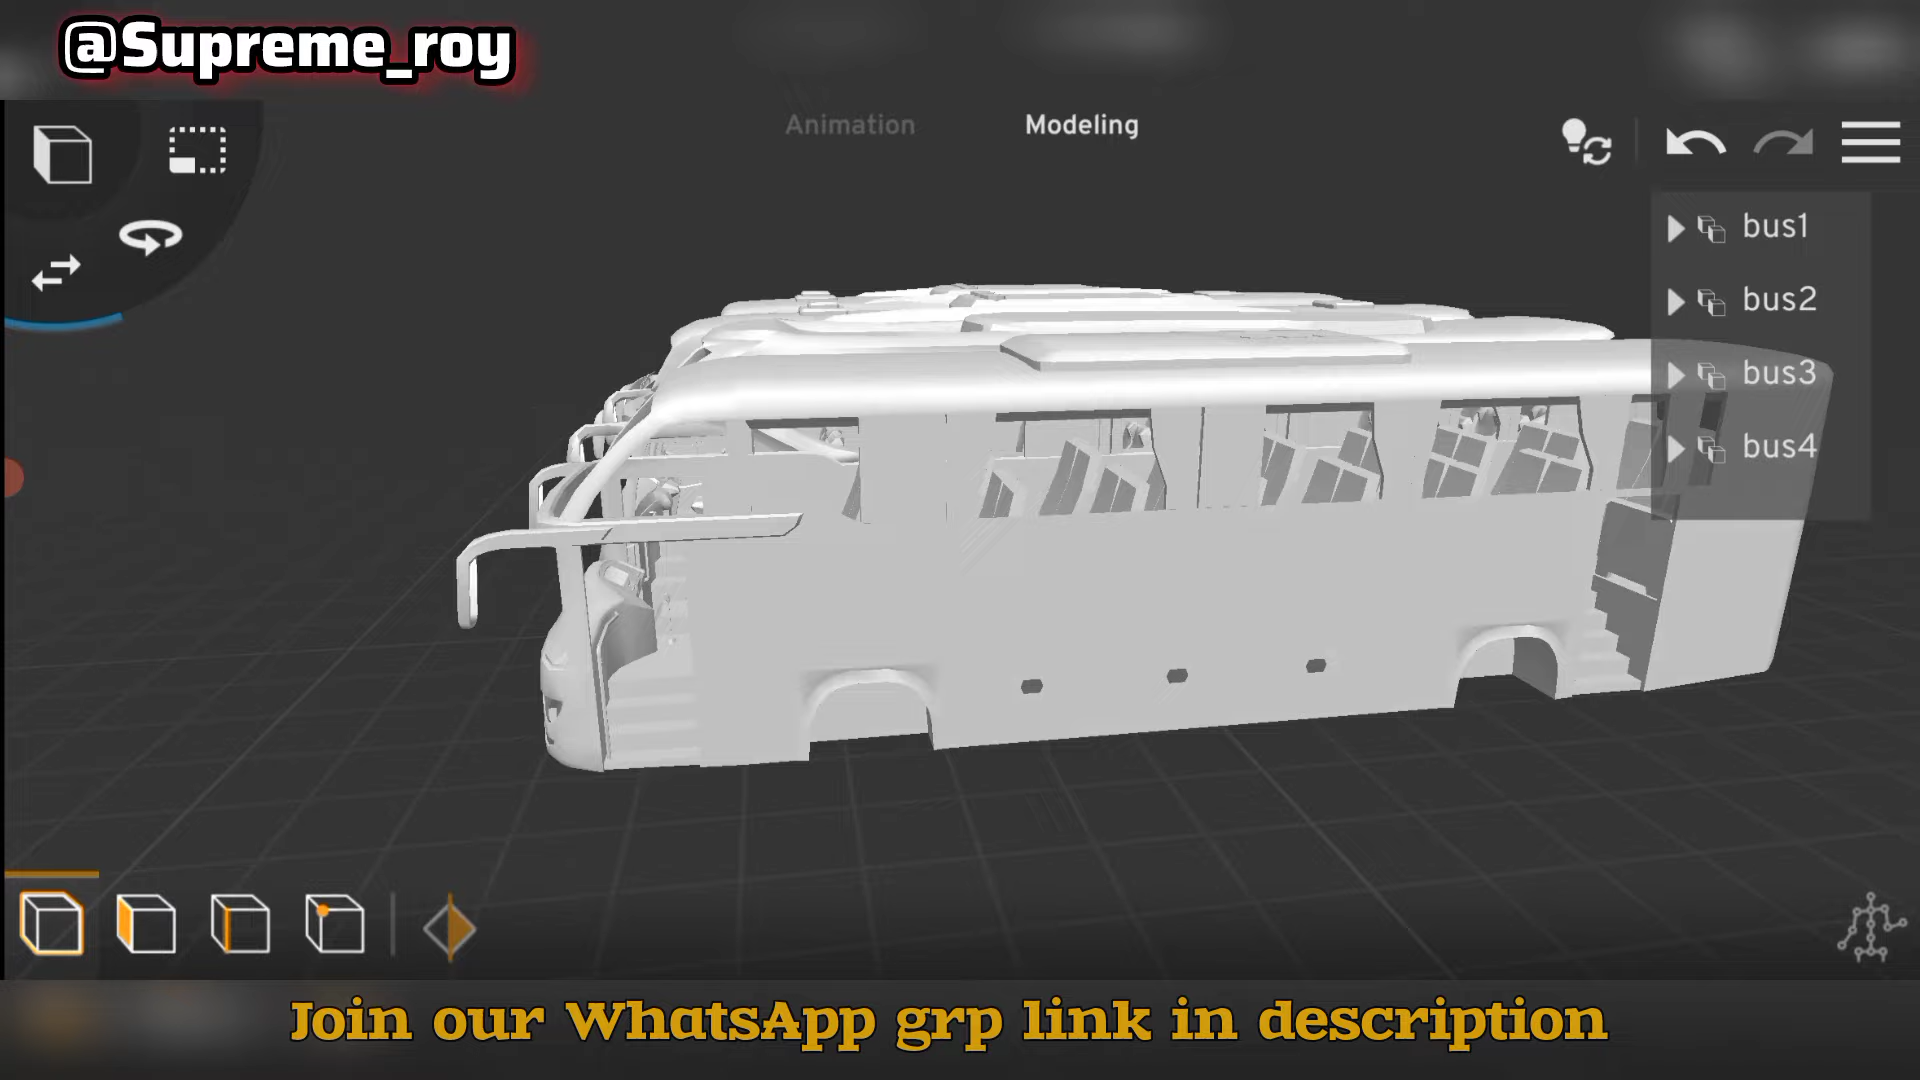 @Supreme_roy
Animation Modeling
bus1
bus2
bus3
bus4
Join our WhatsApp grp link in description